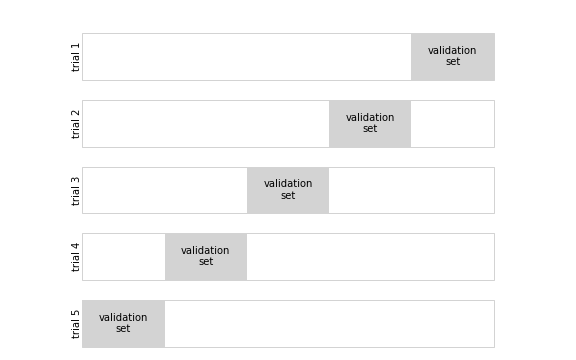 trial 1
validation
set
trial 2
validation
set
trial 3
validation
set
trial 4
validation
set
trial 5
validation
set